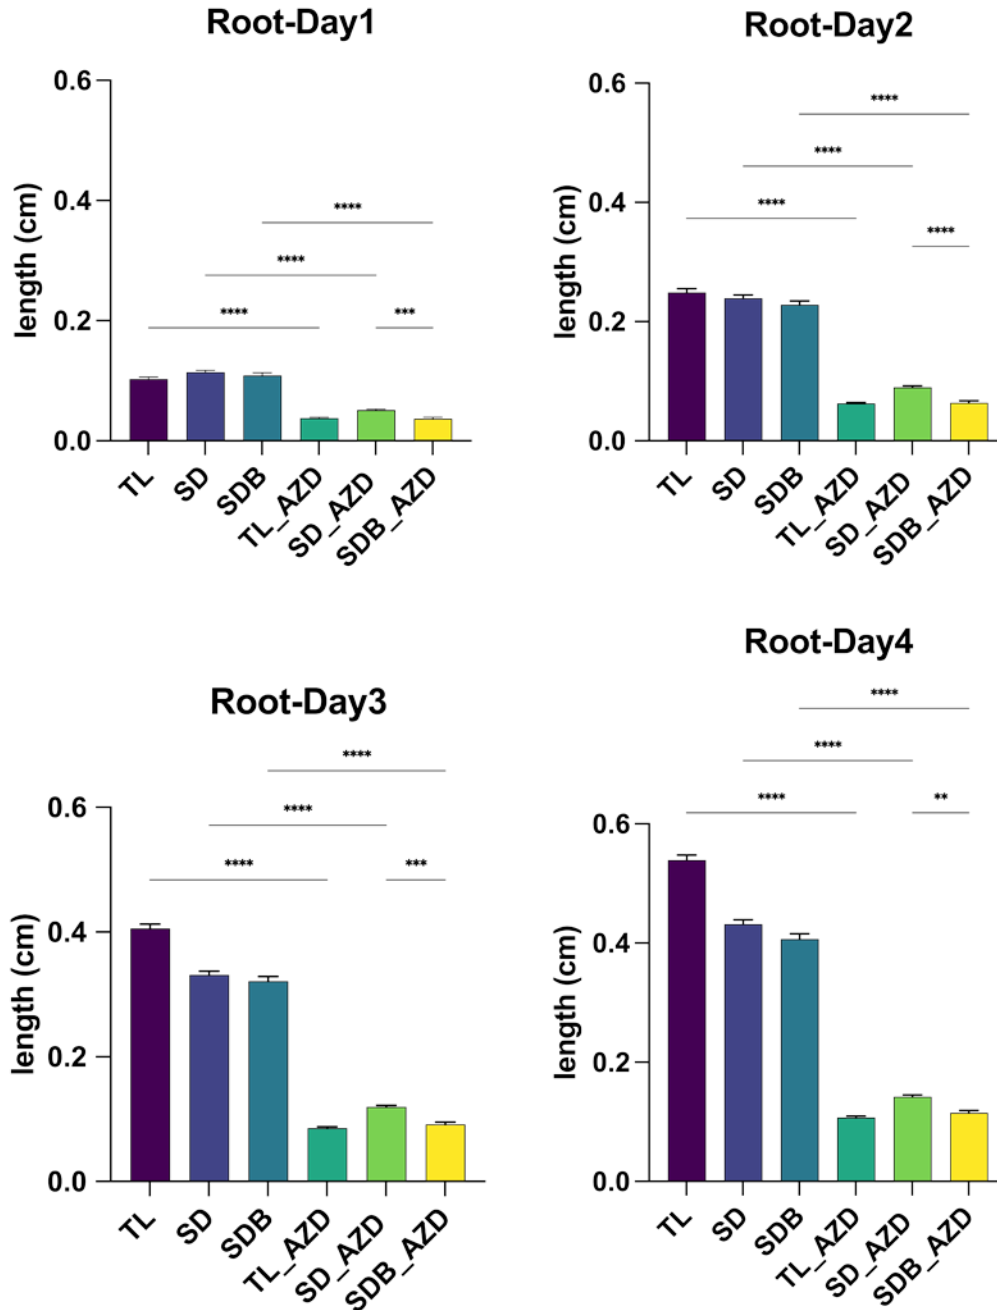 Root-Day1
length (cm)
0.6
0.4
0.2
0.0
****
****
****
***
TL
SD
SDB
TL_AZD
SD_AZD
SDB_AZD
Root-Day2
length (cm)
0.6
0.4
0.2
0.0
****
****
****
****
TL
SD
SDB
TL_AZD
SD_AZD
SDB_AZD
Root-Day3
length (cm)
0.6
0.4
0.2
0.0
****
****
****
***
TL
SD
SDB
TL_AZD
SD_AZD
SDB_AZD
Root-Day4
length (cm)
0.6
0.4
0.2
0.0
****
****
****
**
TL
SD
SDB
TL_AZD
SD_AZD
SDB_AZD